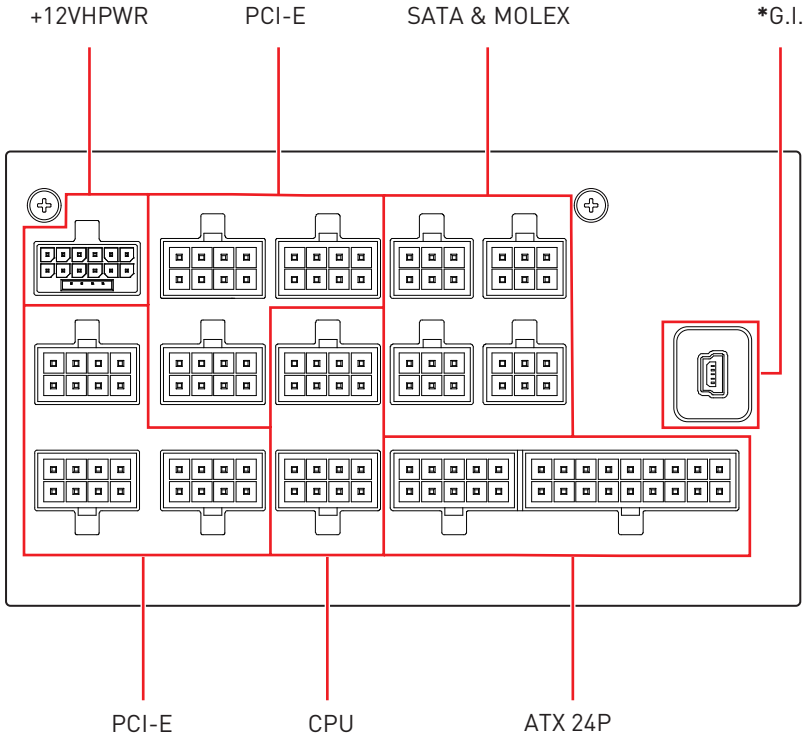 +12VHPWR
PCI-E
SATA & MOLEX
*G.I.
PCI-E
CPU
ATX 24P